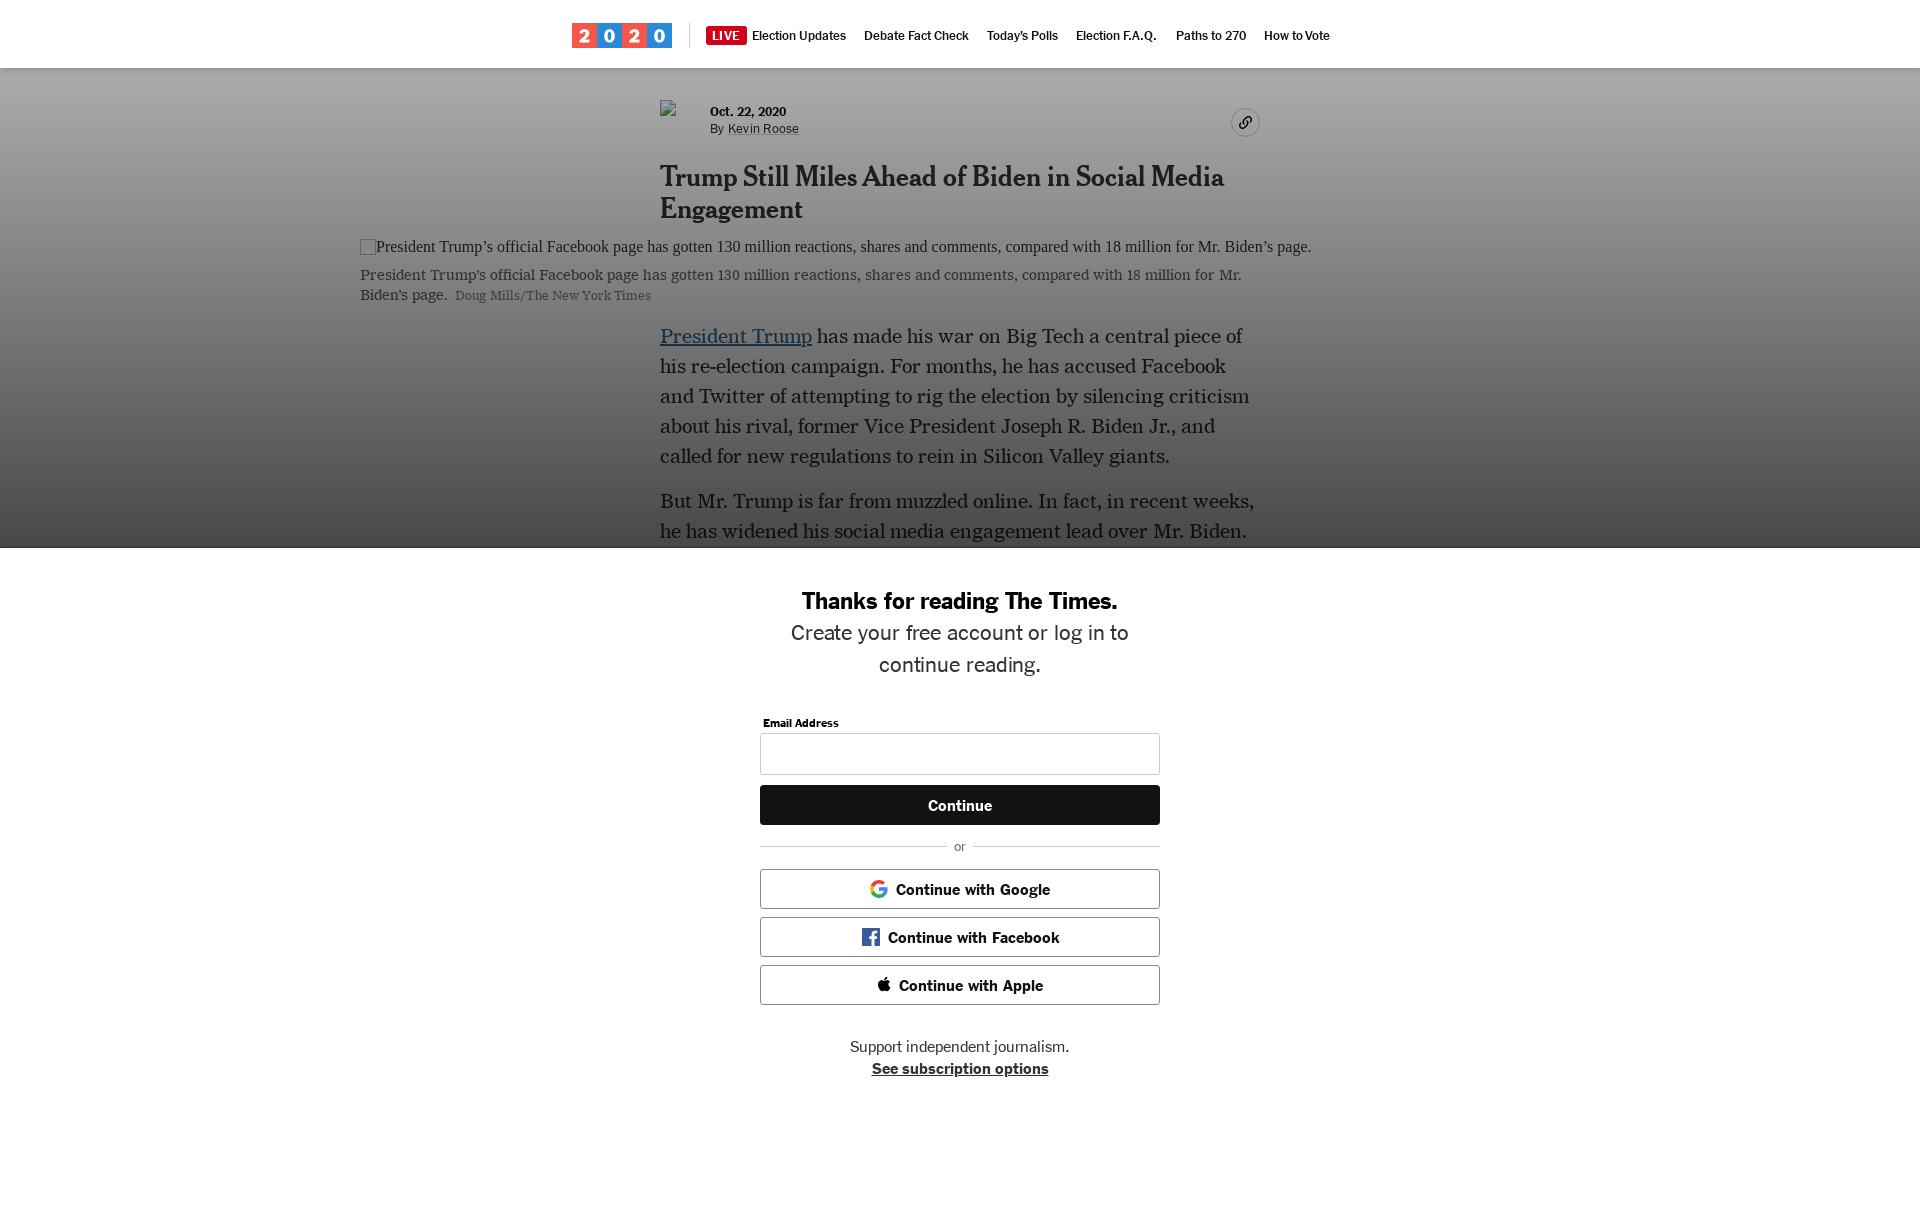 2020
LIVE Election Updates Debate Fact Check Today’s Polls Election F.A.Q. Paths to 270 How to Vote
Oct. 22, 2020
By Kevin Roose
Trump Still Miles Ahead of Biden in Social Media
Engagement
President Trump’s official Facebook page has gotten 130 million reactions, shares and comments, compared with 18 million for Mr. Biden’s page.
President Trump’s official Facebook page has gotten 130 million reactions, shares and comments, compared with 18 million for Mr.
Biden’s page. Doug Mills/The New York Times
President Trump has made his war on Big Tech a central piece of
his re-election campaign. For months, he has accused Facebook
and Twitter of attempting to rig the election by silencing criticism
about his rival, former Vice President Joseph R. Biden Jr., and
called for new regulations to rein in Silicon Valley giants.
But Mr. Trump is far from muzzled online. In fact, in recent weeks,
he has widened his social media engagement lead over Mr. Biden.
Thanks for reading The Times.
Create your free account or log in to
continue reading.
Email Address
Continue
or
Continue with Google
Continue with Facebook
Continue with Apple
Support independent journalism.
See subscription options